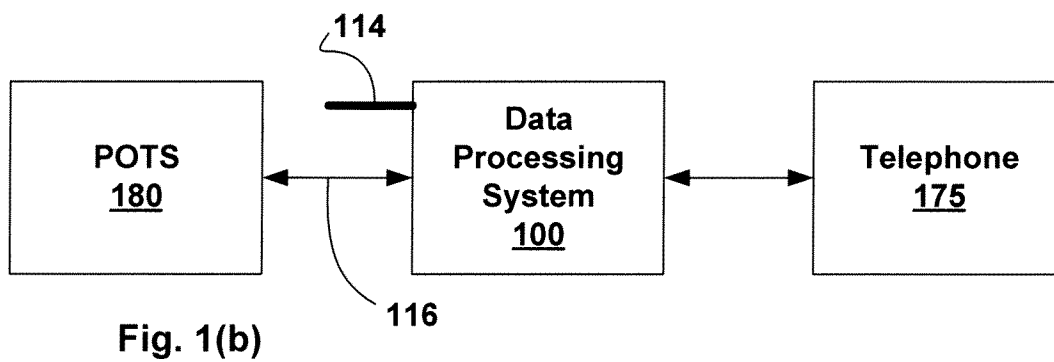 114
POTS
180
Data
Processing
System
100
Telephone
175
116
Fig. 1(b)